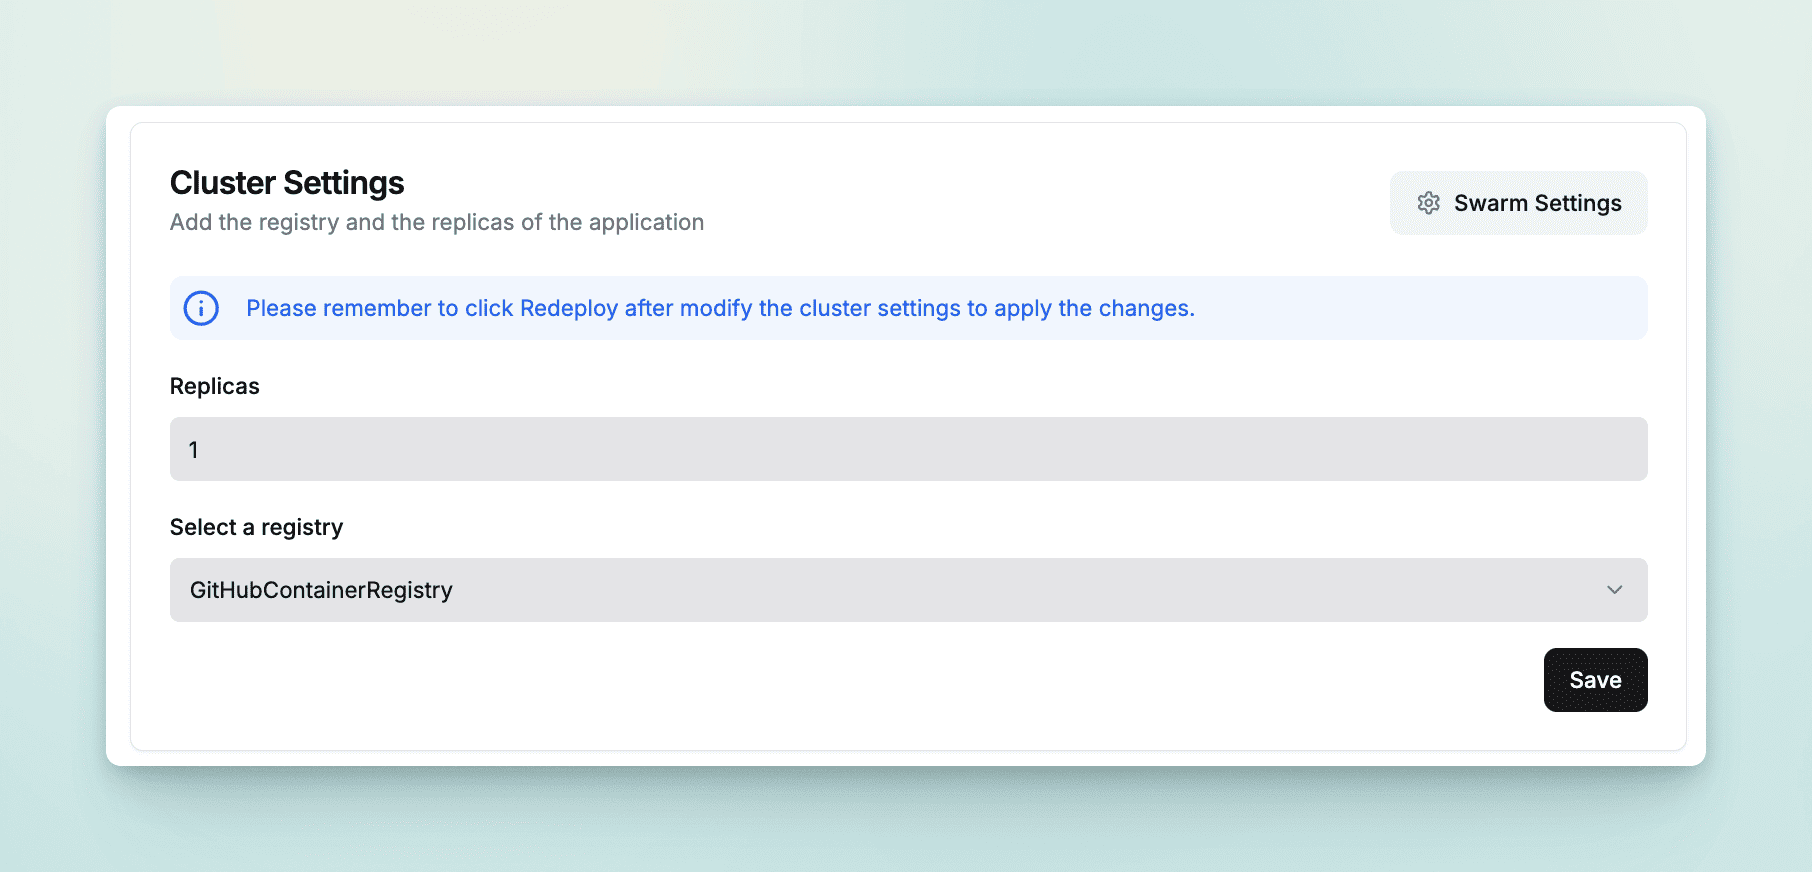 Cluster Settings
Add the registry and the replicas of the application
Swarm Settings
Please remember to click Redeploy after modify the cluster settings to apply the changes.
Replicas
1
Select a registry
GitHubContainerRegistry
Save